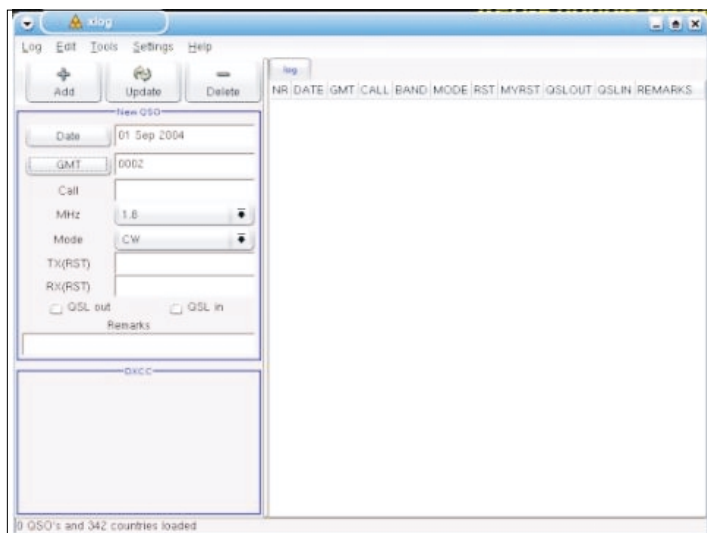 xlog
Log Edit Tools Settings Help
Add Update Delete
New QSO
Date 01 Sep 2004
GMT 0002
Call
MHz 1.8
Mode CW
TX(RST)
RX(RST)
QSL out QSL in
Remarks
DXCC
log
NR DATE GMT CALL BAND MODE RST MYRST QSLOUT QSLIN REMARKS
0 QSO's and 342 countries loaded